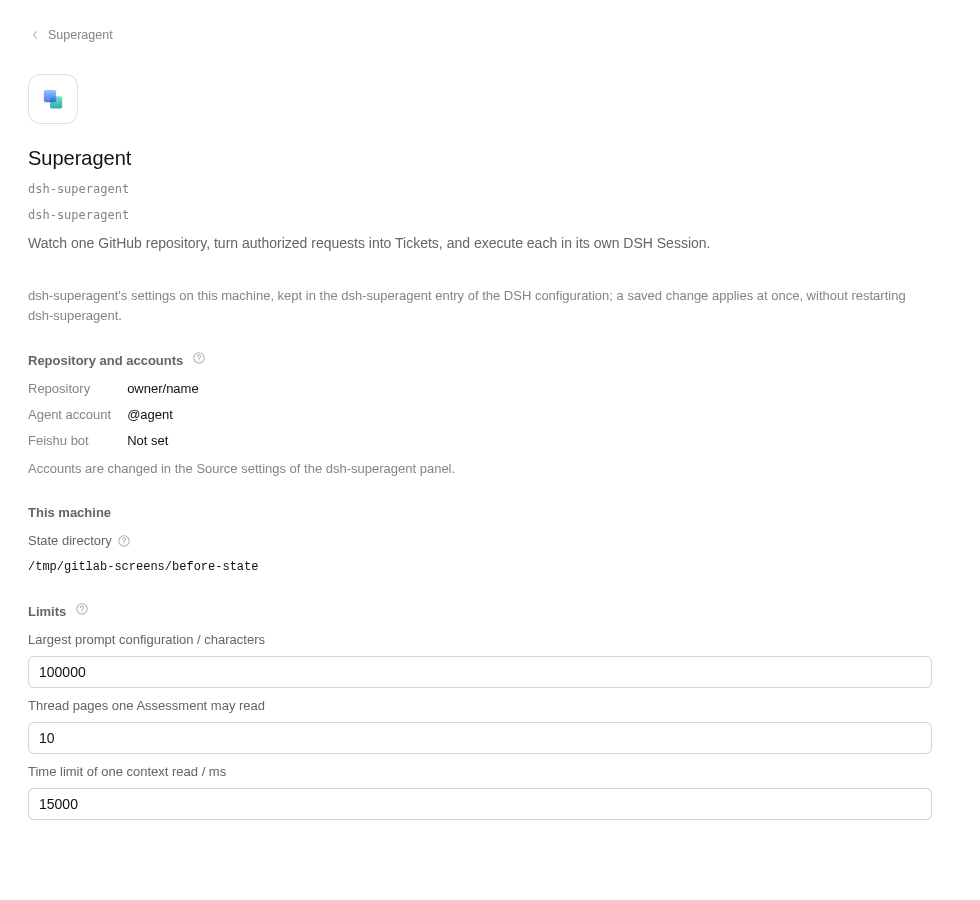 Superagent
Superagent
dsh-superagent
dsh-superagent
Watch one GitHub repository, turn authorized requests into Tickets, and execute each in its own DSH Session.
dsh-superagent's settings on this machine, kept in the dsh-superagent entry of the DSH configuration; a saved change applies at once, without restarting
dsh-superagent.
Repository and accounts
Repository owner/name
Agent account @agent
Feishu bot Not set
Accounts are changed in the Source settings of the dsh-superagent panel.
This machine
State directory
/tmp/gitlab-screens/before-state
Limits
Largest prompt configuration / characters
100000
Thread pages one Assessment may read
10
Time limit of one context read / ms
15000